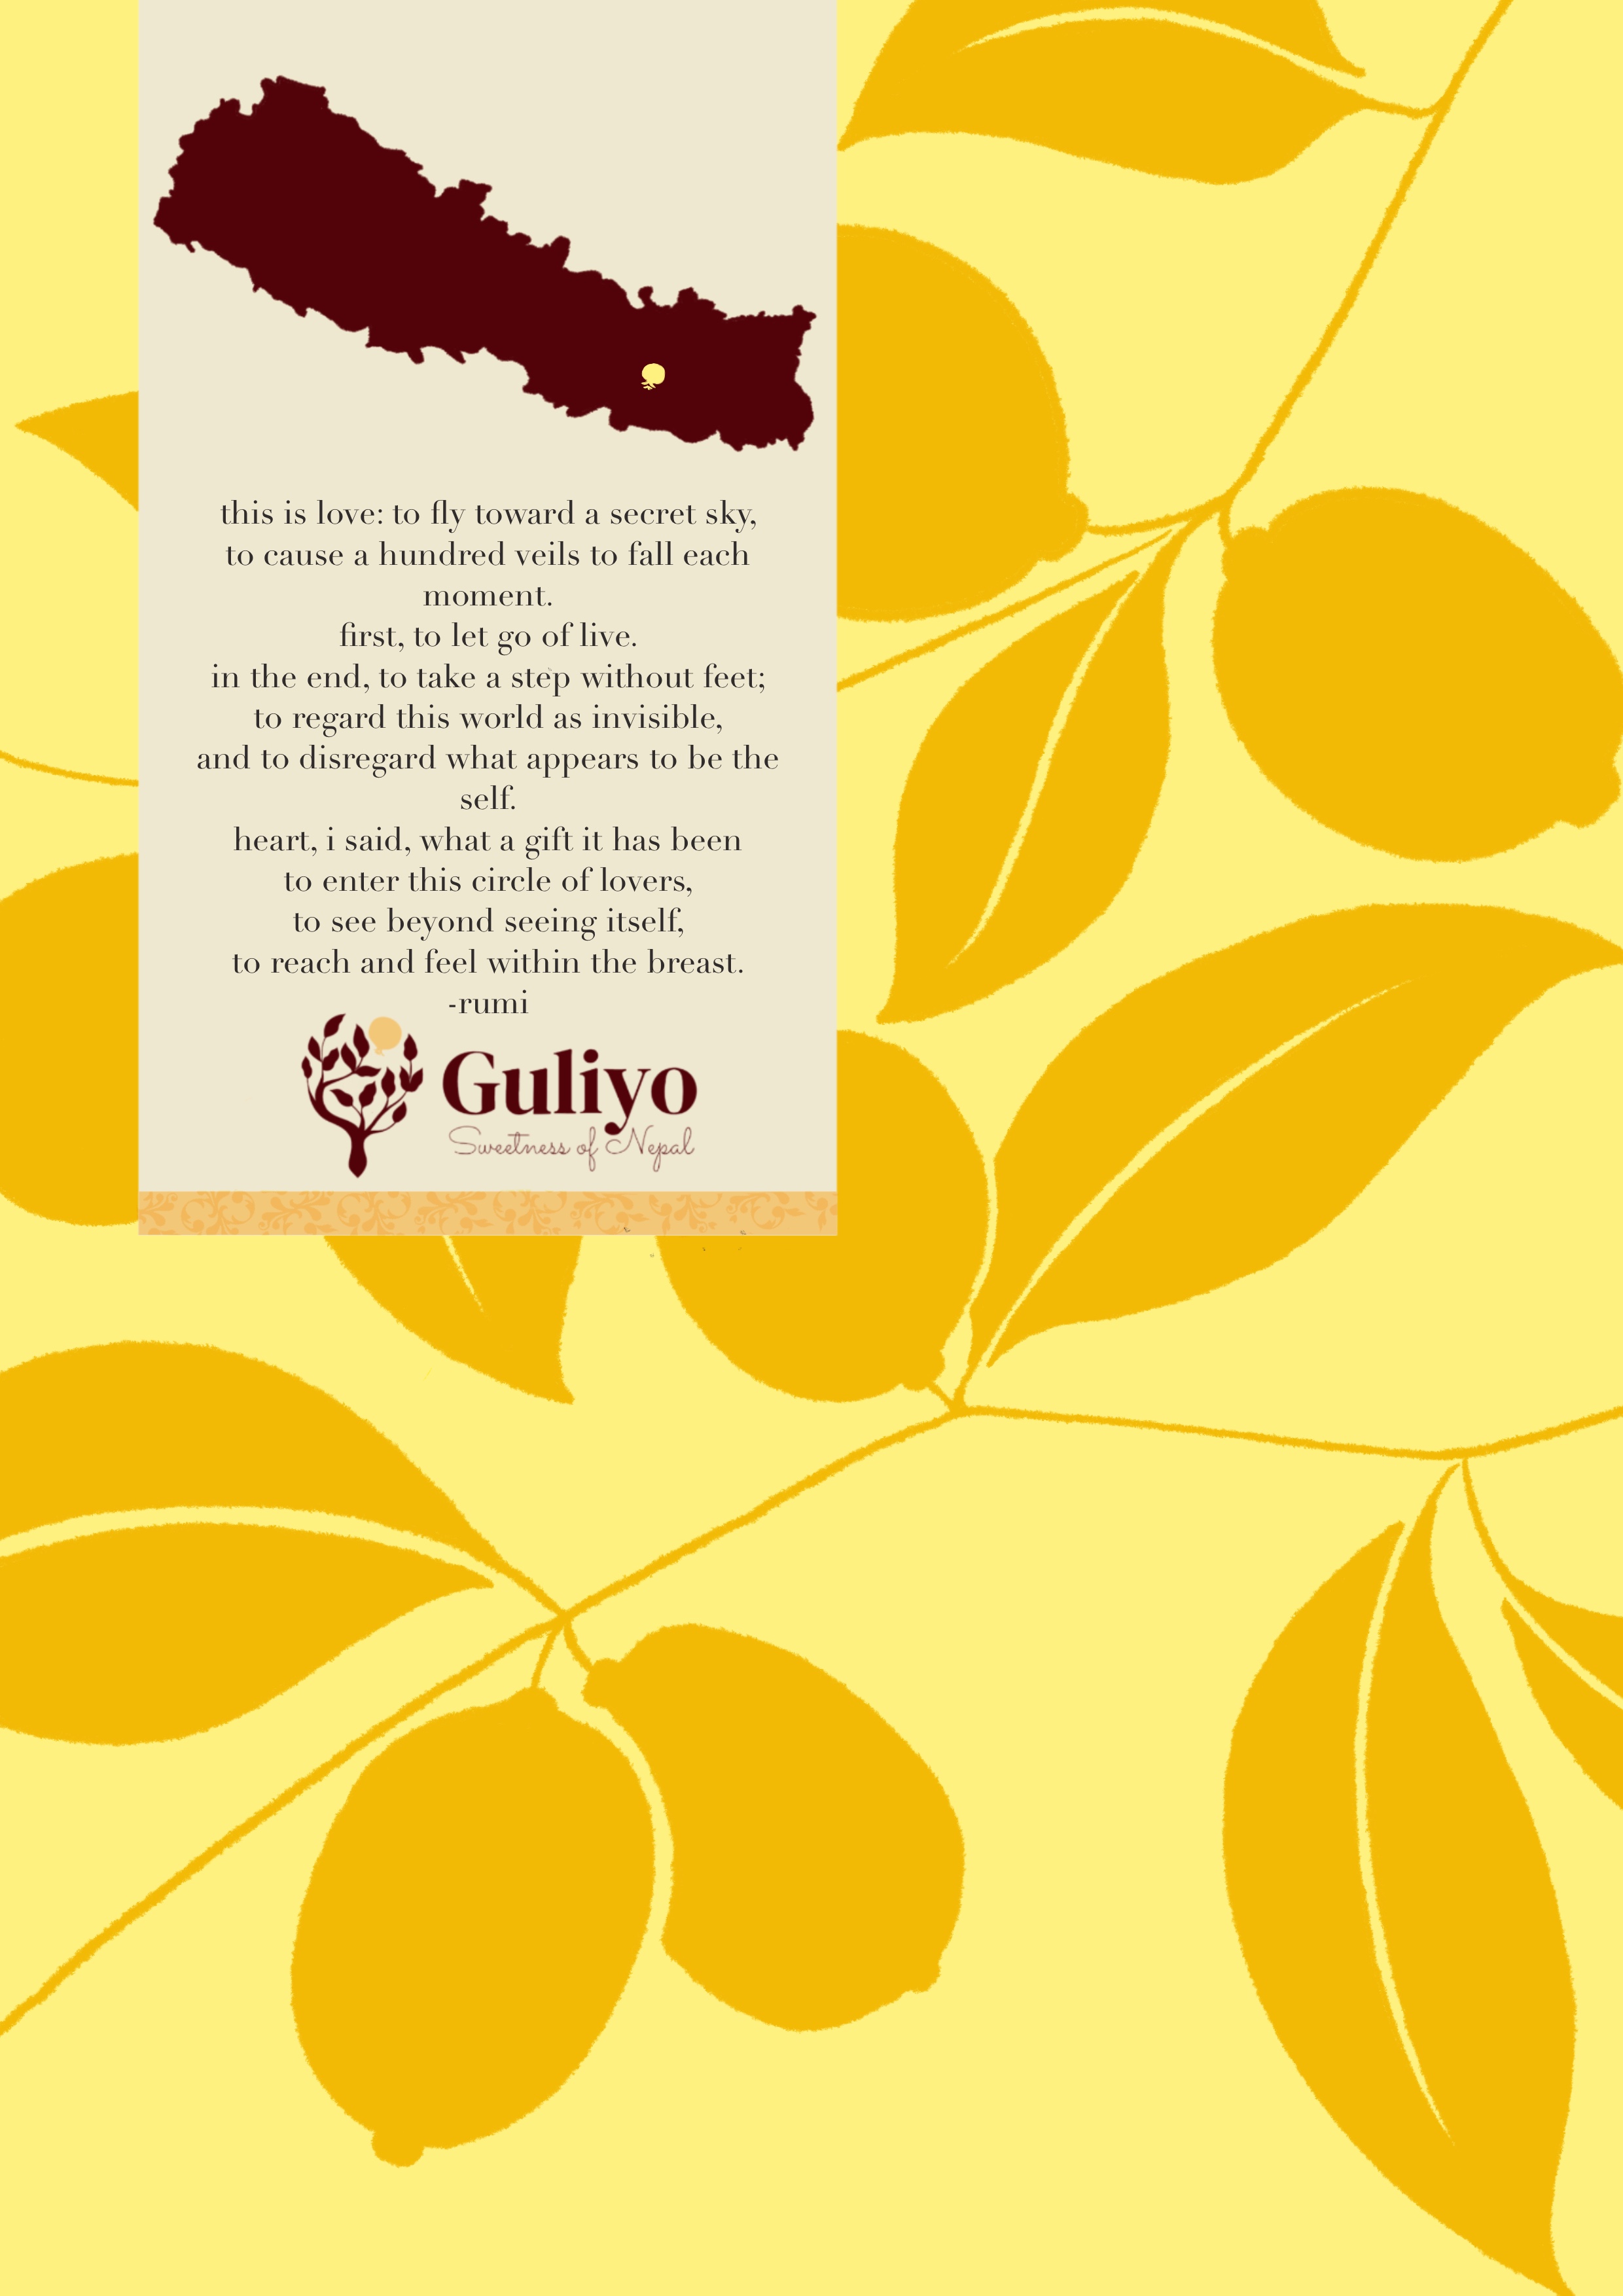 this is love: to fly toward a secret sky,
to cause a hundred veils to fall each
moment.
first, to let go of live.
in the end, to take a step without feet;
to regard this world as invisible,
and to disregard what appears to be the
self.
heart, i said, what a gift it has been
to enter this circle of lovers,
to see beyond seeing itself,
to reach and feel within the breast.
-rumi
Guliyo
Sweetness of Nepal